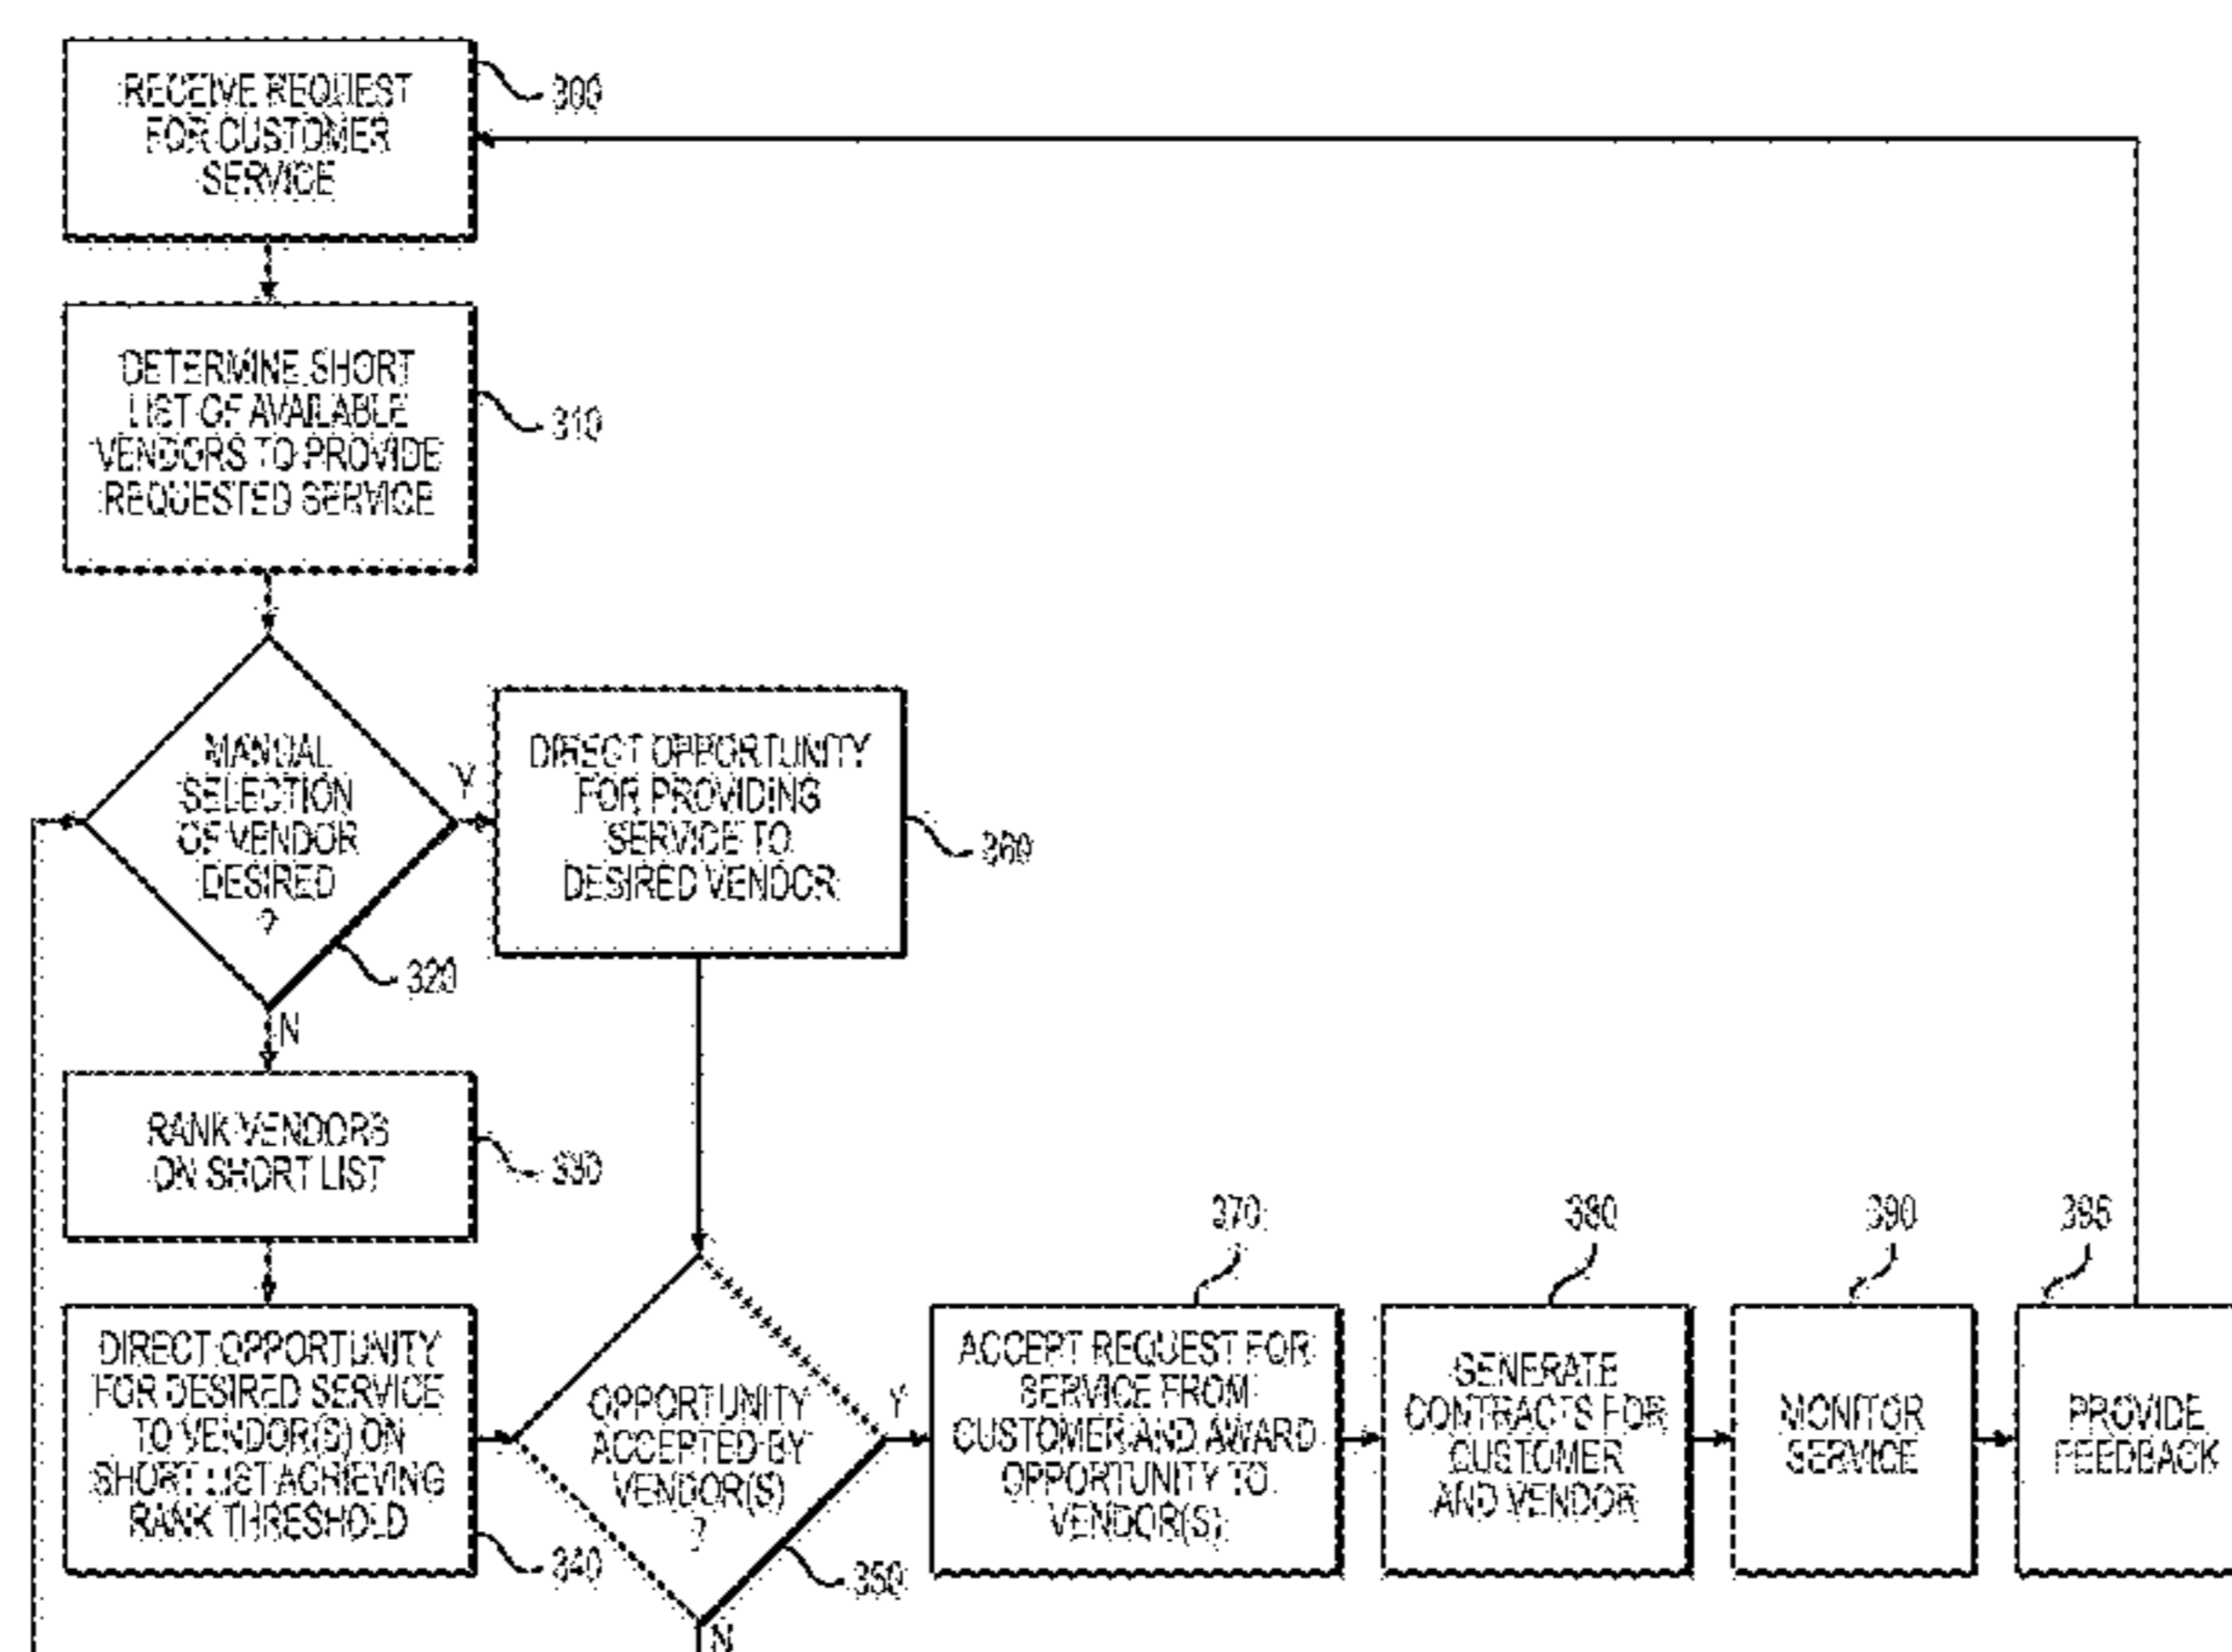 RECEIVE REQUEST
FOR CUSTOMER
SERVICE
300
DETERMINE SHORT
LIST OF AVAILABLE
VENDORS TO PROVIDE
REQUESTED SERVICE
310
MANUAL
SELECTION
OF VENDOR
DESIRED
?
320
Y
N
DIRECT OPPORTUNITY
FOR PROVIDING
SERVICE TO
DESIRED VENDOR
360
RANK VENDORS
ON SHORT LIST
330
DIRECT OPPORTUNITY
FOR DESIRED SERVICE
TO VENDOR(S) ON
SHORT LIST ACHIEVING
RANK THRESHOLD
340
OPPORTUNITY
ACCEPTED BY
VENDOR(S)
?
350
Y
N
370
ACCEPT REQUEST FOR
SERVICE FROM
CUSTOMER AND AWARD
OPPORTUNITY TO
VENDOR(S)
380
GENERATE
CONTRACTS FOR
CUSTOMER
AND VENDOR
390
MONITOR
SERVICE
395
PROVIDE
FEEDBACK